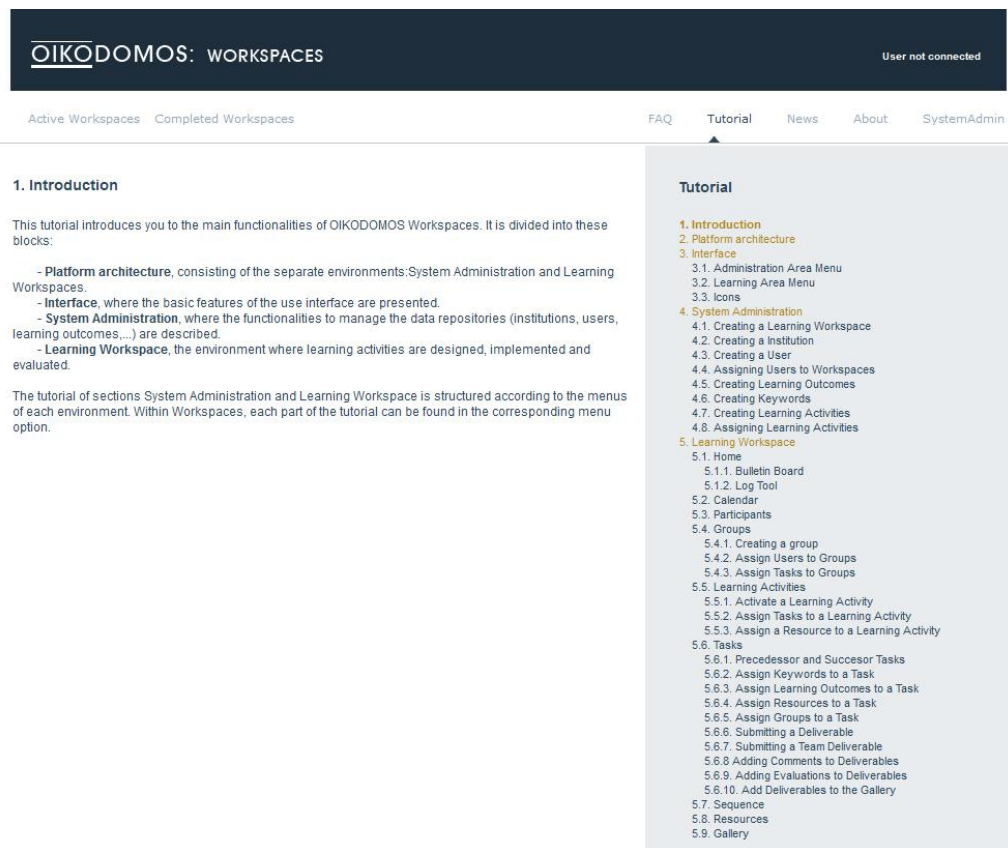 OIKODOMOS: WORKSPACES
User not connected
Active Workspaces Completed Workspaces
FAQ Tutorial News About SystemAdmin
1. Introduction
This tutorial introduces you to the main functionalities of OIKODOMOS Workspaces. It is divided into these
blocks:
- Platform architecture, consisting of the separate environments:System Administration and Learning
Workspaces.
- Interface, where the basic features of the use interface are presented.
- System Administration, where the functionalities to manage the data repositories (institutions, users,
learning outcomes,...) are described.
- Learning Workspace, the environment where learning activities are designed, implemented and
evaluated.
The tutorial of sections System Administration and Learning Workspace is structured according to the menus
of each environment. Within Workspaces, each part of the tutorial can be found in the corresponding menu
option.
Tutorial
1. Introduction
2. Platform architecture
3. Interface
3.1. Administration Area Menu
3.2. Learning Area Menu
3.3. Icons
4. System Administration
4.1. Creating a Learning Workspace
4.2. Creating a Institution
4.3. Creating a User
4.4. Assigning Users to Workspaces
4.5. Creating Learning Outcomes
4.6. Creating Keywords
4.7. Creating Learning Activities
4.8. Assigning Learning Activities
5. Learning Workspace
5.1. Home
5.1.1. Bulletin Board
5.1.2. Log Tool
5.2. Calendar
5.3. Participants
5.4. Groups
5.4.1. Creating a group
5.4.2. Assign Users to Groups
5.4.3. Assign Tasks to Groups
5.5. Learning Activities
5.5.1. Activate a Learning Activity
5.5.2. Assign Tasks to a Learning Activity
5.5.3. Assign a Resource to a Learning Activity
5.6. Tasks
5.6.1. Precedessor and Succesor Tasks
5.6.2. Assign Keywords to a Task
5.6.3. Assign Learning Outcomes to a Task
5.6.4. Assign Resources to a Task
5.6.5. Assign Groups to a Task
5.6.6. Submitting a Deliverable
5.6.7. Submitting a Team Deliverable
5.6.8 Adding Comments to Deliverables
5.6.9. Adding Evaluations to Deliverables
5.6.10. Add Deliverables to the Gallery
5.7. Sequence
5.8. Resources
5.9. Gallery